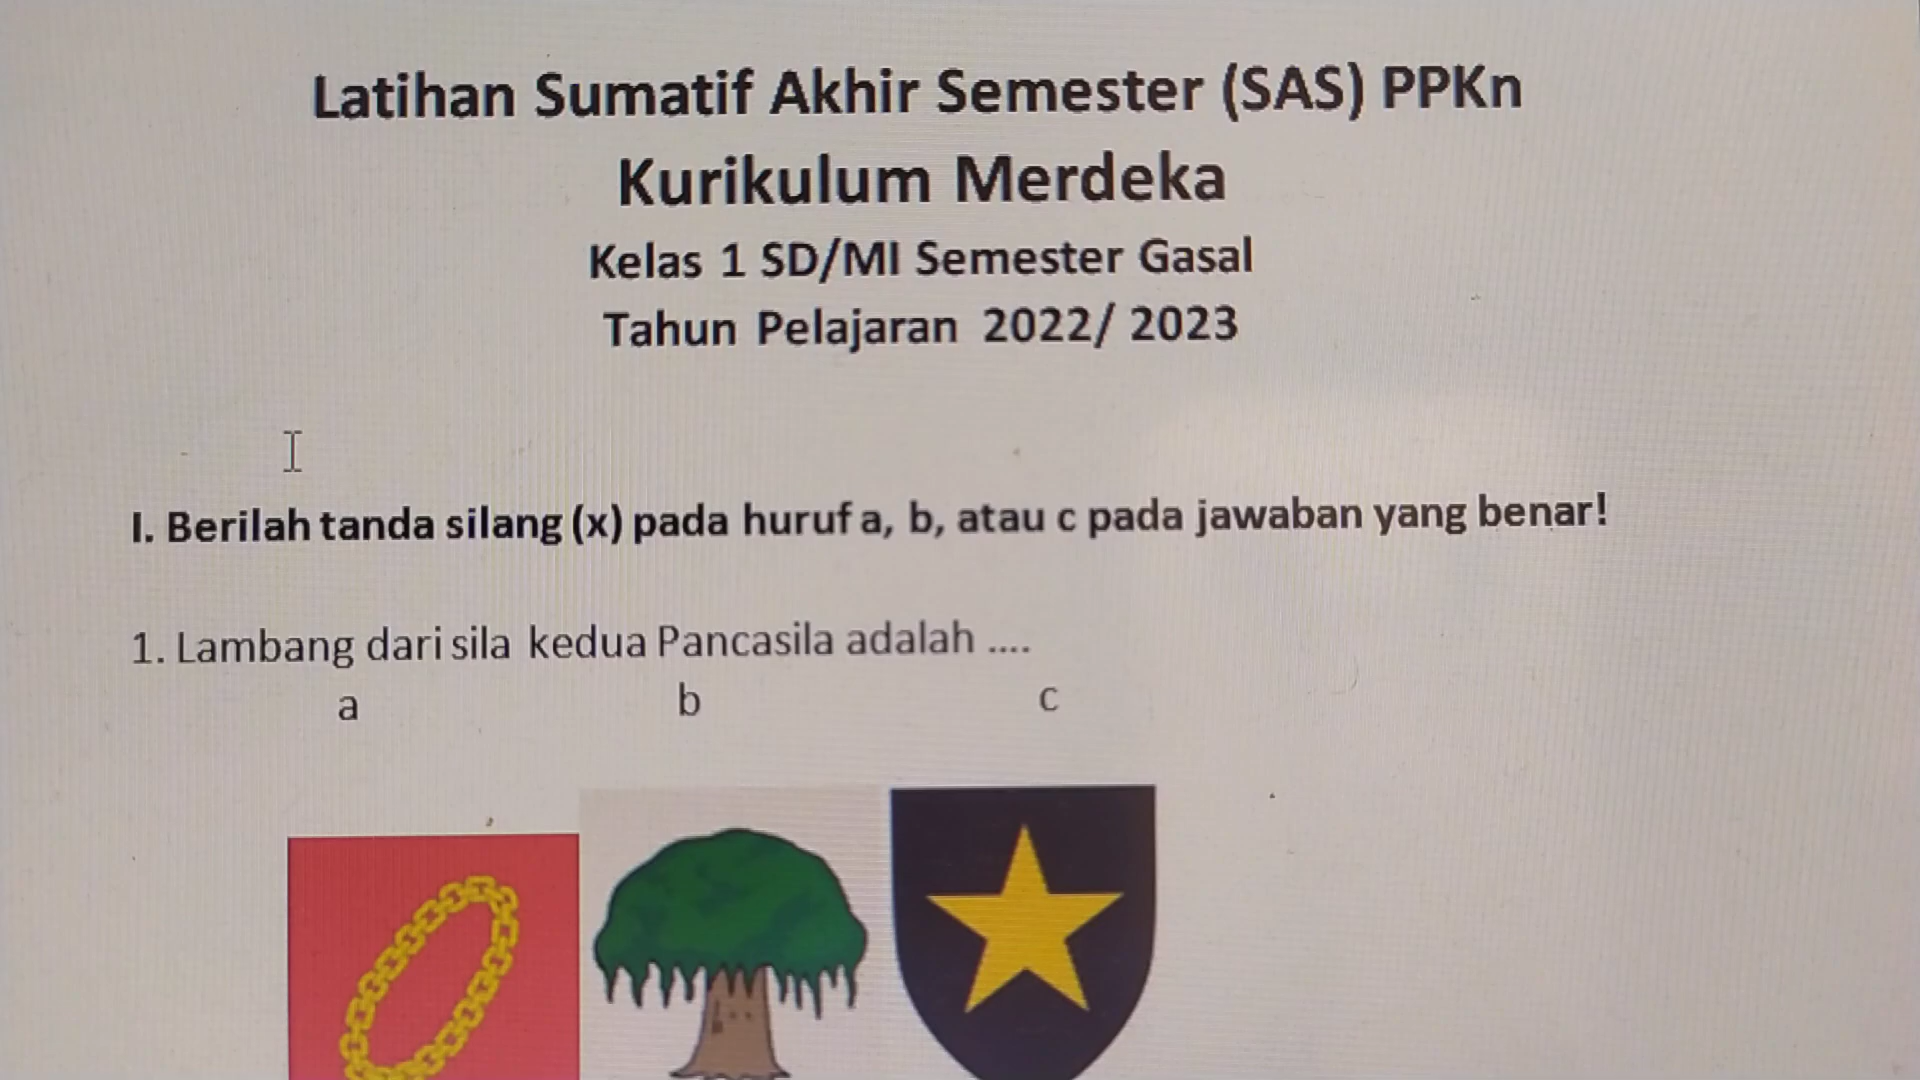 Latihan Sumatif Akhir Semester (SAS) PPKn
Kurikulum Merdeka
Kelas 1 SD/MI Semester Gasal
Tahun Pelajaran 2022/ 2023
I. Berilah tanda silang (x) pada huruf a, b, atau c pada jawaban yang benar!
1. Lambang dari sila kedua Pancasila adalah ....
a b c